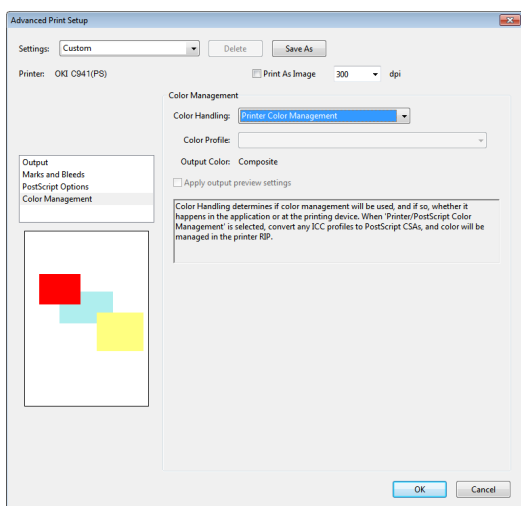 Advanced Print Setup
Settings: Custom Delete Save As
Printer: OKI C941(PS) Print As Image 300 dpi
Color Management
Color Handling: Printer Color Management
Color Profile:
Output Color: Composite
Apply output preview settings
Output
Marks and Bleeds
PostScript Options
Color Management
Color Handling determines if color management will be used, and if so, whether it
happens in the application or at the printing device. When 'Printer/PostScript Color
Management' is selected, convert any ICC profiles to PostScript CSAs, and color will be
managed in the printer RIP.
OK Cancel